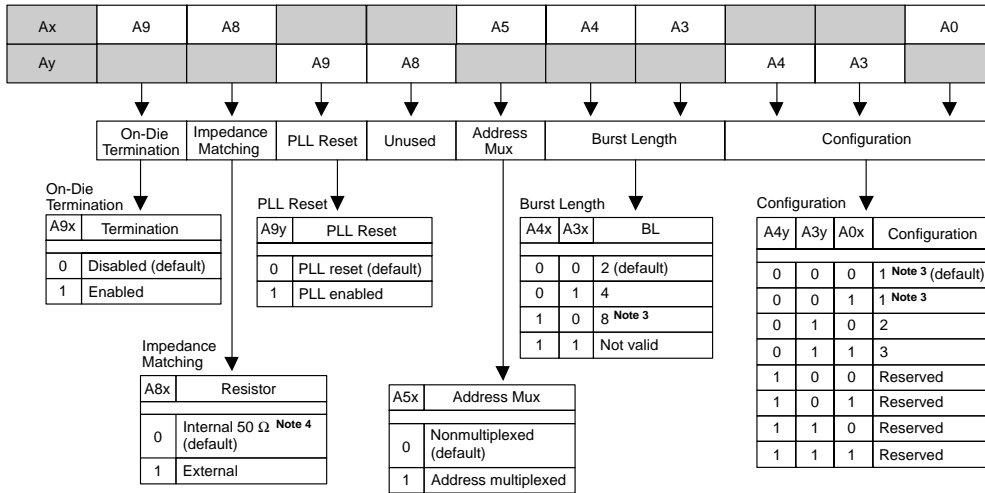 Ax A9 A8 A5 A4 A3 A0
Ay A9 A8 A4 A3
On-Die Termination Impedance Matching PLL Reset Unused Address Mux Burst Length Configuration
On-Die Termination
A9x Termination
0 Disabled (default)
1 Enabled
PLL Reset
A9y PLL Reset
0 PLL reset (default)
1 PLL enabled
Burst Length
A4x A3x BL
0 0 2 (default)
0 1 4
1 0 8 Note 3
1 1 Not valid
Configuration
A4y A3y A0x Configuration
0 0 0 1 Note 3 (default)
0 0 1 1 Note 3
0 1 0 2
0 1 1 3
1 0 0 Reserved
1 0 1 Reserved
1 1 0 Reserved
1 1 1 Reserved
Impedance Matching
A8x Resistor
0 Internal 50 Ω Note 4 (default)
1 External
A5x Address Mux
0 Nonmultiplexed (default)
1 Address multiplexed